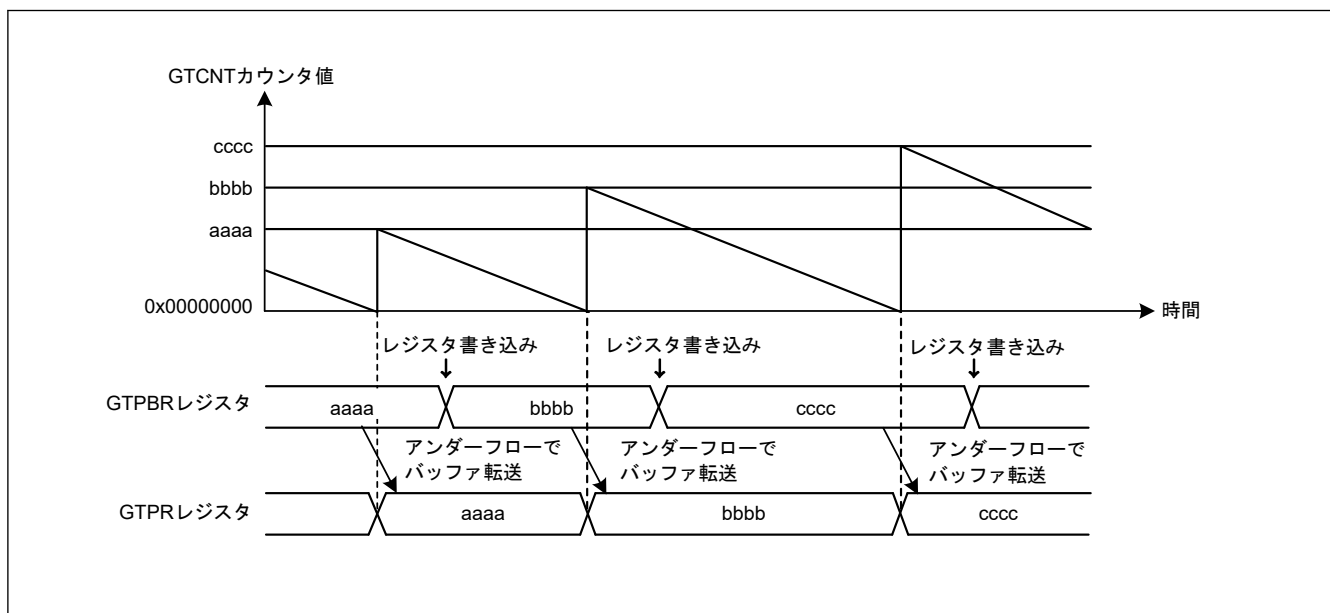 GTCNTカウンタ値
cccc
bbbb
aaaa
0x00000000
時間
レジスタ書き込み
レジスタ書き込み
レジスタ書き込み
GTPBRレジスタ
aaaa
bbbb
cccc
アンダーフローで
バッファ転送
アンダーフローで
バッファ転送
アンダーフローで
バッファ転送
GTPRレジスタ
aaaa
bbbb
cccc